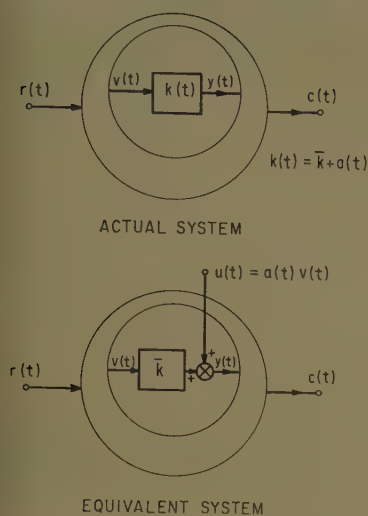 r(t)
v(t)
k(t)
y(t)
c(t)
k(t) = k̅ + a(t)
ACTUAL SYSTEM
u(t) = a(t) v(t)
r(t)
v(t)
k̅
+
+
y(t)
c(t)
EQUIVALENT SYSTEM